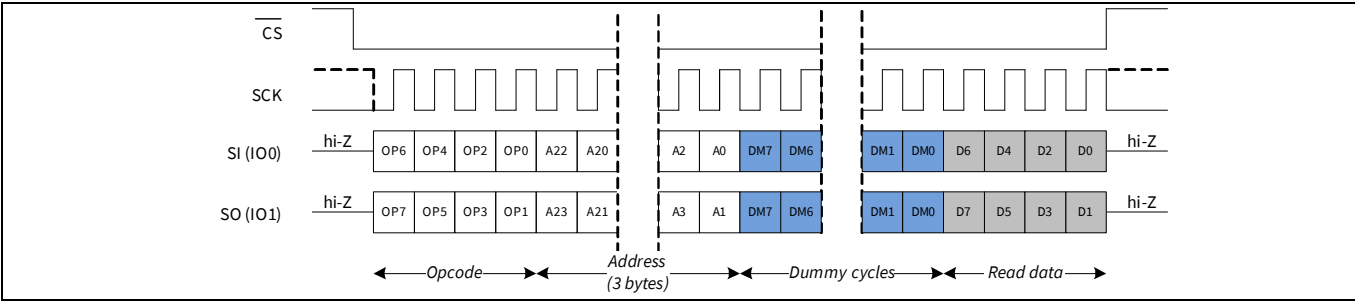 CS
SCK
SI (IO0) hi-Z OP6 OP4 OP2 OP0 A22 A20 A2 A0 DM7 DM6 DM1 DM0 D6 D4 D2 D0 hi-Z
SO (IO1) hi-Z OP7 OP5 OP3 OP1 A23 A21 A3 A1 DM7 DM6 DM1 DM0 D7 D5 D3 D1 hi-Z
Opcode Address (3 bytes) Dummy cycles Read data